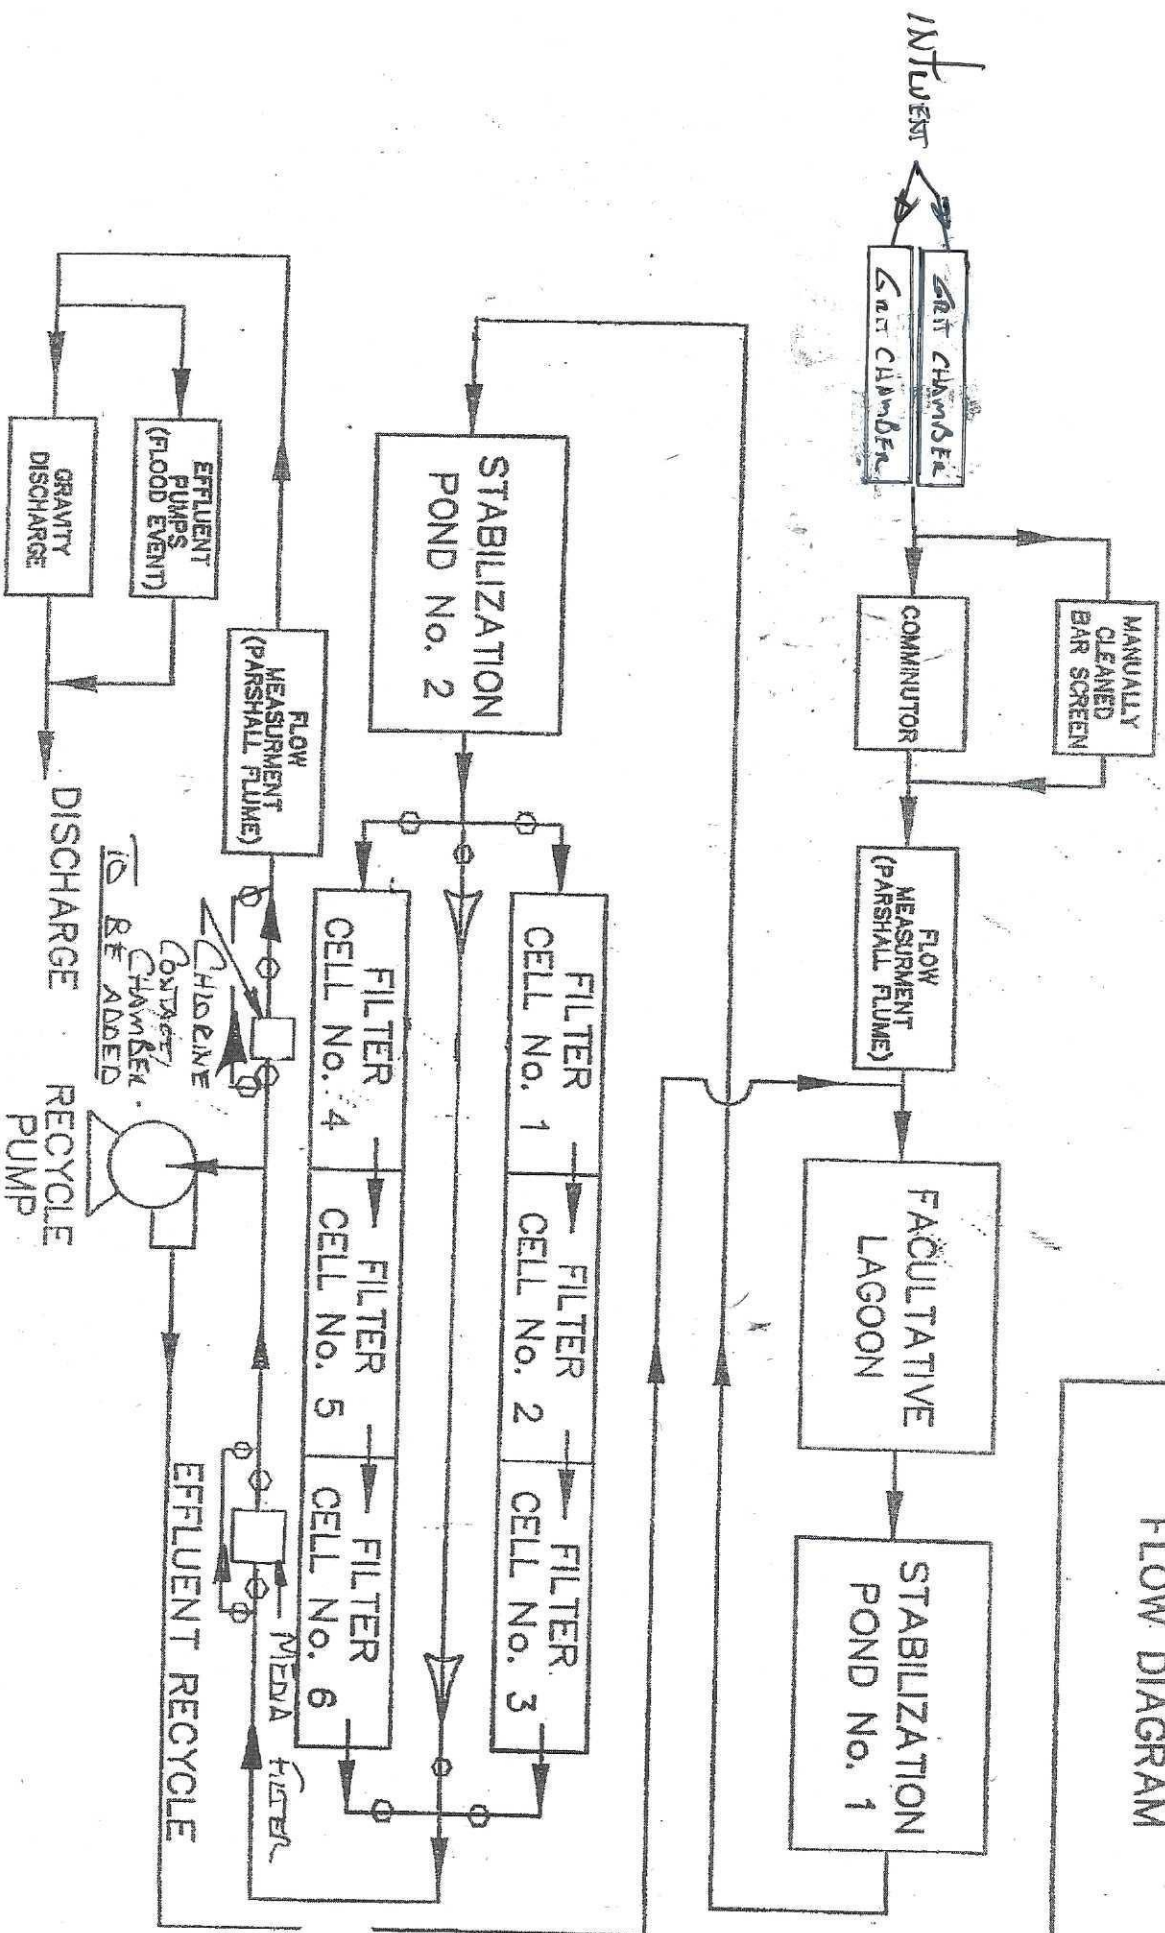 FLOW DIAGRAM
INFLUENT
GRIT CHAMBER
GRIT CHAMBER
MANUALLY
CLEANED
BAR SCREEN
COMMINUTOR
FLOW
MEASURMENT
(PARSHALL FLUME)
FACULTATIVE
LAGOON
STABILIZATION
POND No. 1
STABILIZATION
POND No. 2
FILTER
CELL No. 1
FILTER
CELL No. 2
FILTER
CELL No. 3
FILTER
CELL No. 4
FILTER
CELL No. 5
FILTER
CELL No. 6
MEDIA FILTER
FLOW
MEASURMENT
(PARSHALL FLUME)
CHLORINE
CONTACT
CHAMBER
TO BE ADDED
EFFLUENT
PUMPS
(FLOOD EVENT)
GRAVITY
DISCHARGE
DISCHARGE
RECYCLE
PUMP
EFFLUENT RECYCLE